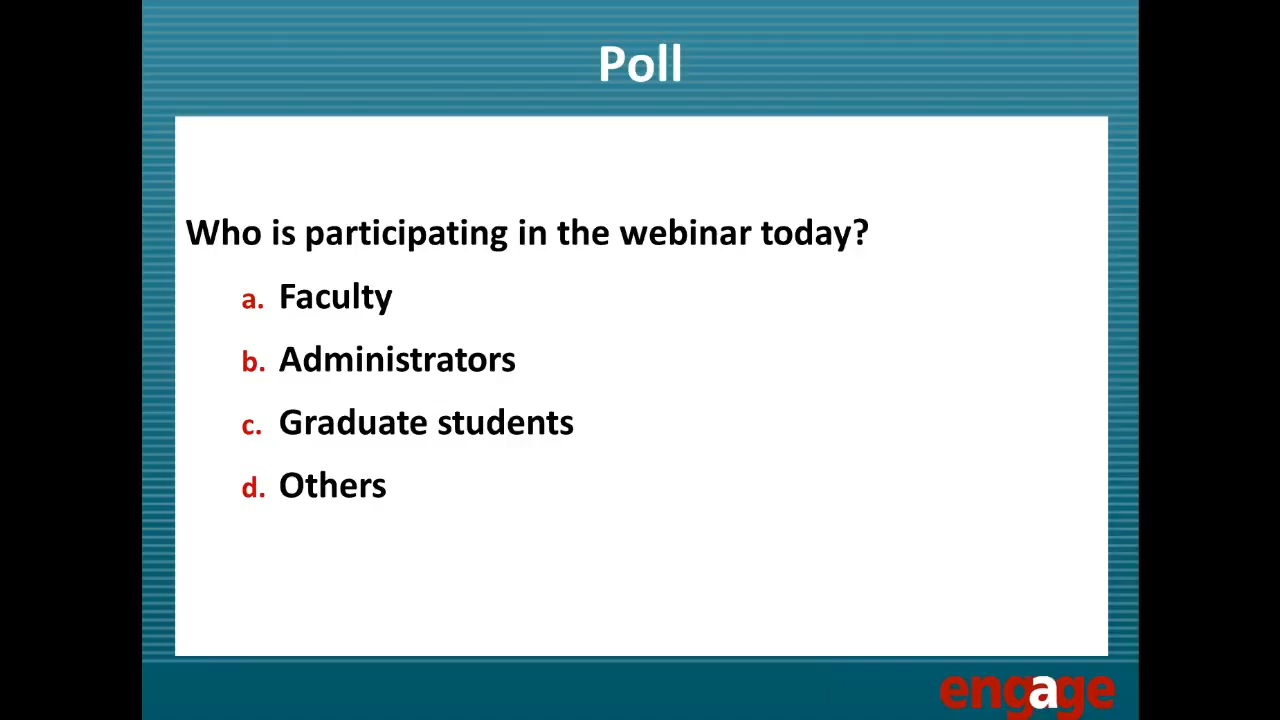 Poll
Who is participating in the webinar today?
a. Faculty
b. Administrators
c. Graduate students
d. Others
engage